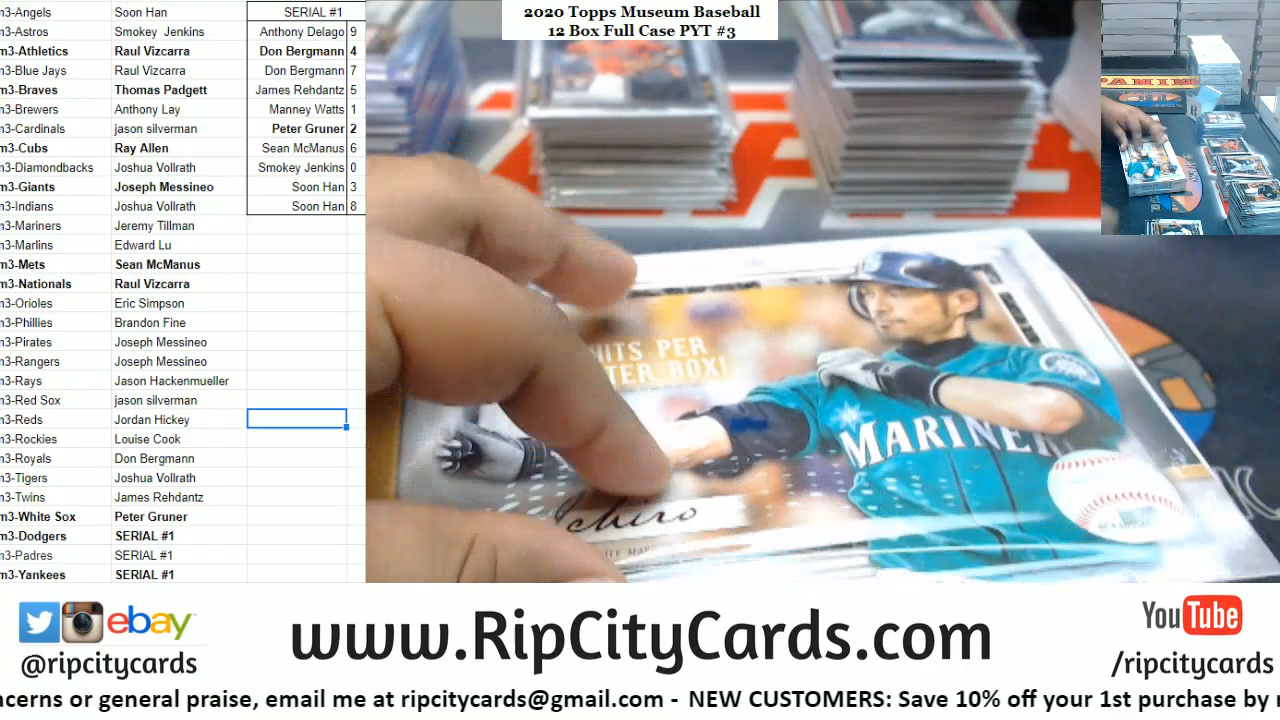 m3-Angels Soon Han SERIAL #1
m3-Astros Smokey Jenkins Anthony Delago 9
m3-Athletics Raul Vizcarra Don Bergmann 4
m3-Blue Jays Raul Vizcarra Don Bergmann 7
m3-Braves Thomas Padgett James Rehdantz 5
m3-Brewers Anthony Lay Manney Watts 1
m3-Cardinals jason silverman Peter Gruner 2
m3-Cubs Ray Allen Sean McManus 6
m3-Diamondbacks Joshua Vollrath Smokey Jenkins 0
m3-Giants Joseph Messineo Soon Han 3
m3-Indians Joshua Vollrath Soon Han 8
m3-Mariners Jeremy Tillman
m3-Marlins Edward Lu
m3-Mets Sean McManus
m3-Nationals Raul Vizcarra
m3-Orioles Eric Simpson
m3-Phillies Brandon Fine
m3-Pirates Joseph Messineo
m3-Rangers Joseph Messineo
m3-Rays Jason Hackenmueller
m3-Red Sox jason silverman
m3-Reds Jordan Hickey
m3-Rockies Louise Cook
m3-Royals Don Bergmann
m3-Tigers Joshua Vollrath
m3-Twins James Rehdantz
m3-White Sox Peter Gruner
m3-Dodgers SERIAL #1
m3-Padres SERIAL #1
m3-Yankees SERIAL #1
2020 Topps Museum Baseball
12 Box Full Case PYT #3
PANINI
HITS PER
TER BOX!
MARINE
Ichiro
ebay
@ripcitycards
www.RipCityCards.com
YouTube
/ripcitycards
ncerns or general praise, email me at ripcitycards@gmail.com - NEW CUSTOMERS: Save 10% off your 1st purchase by